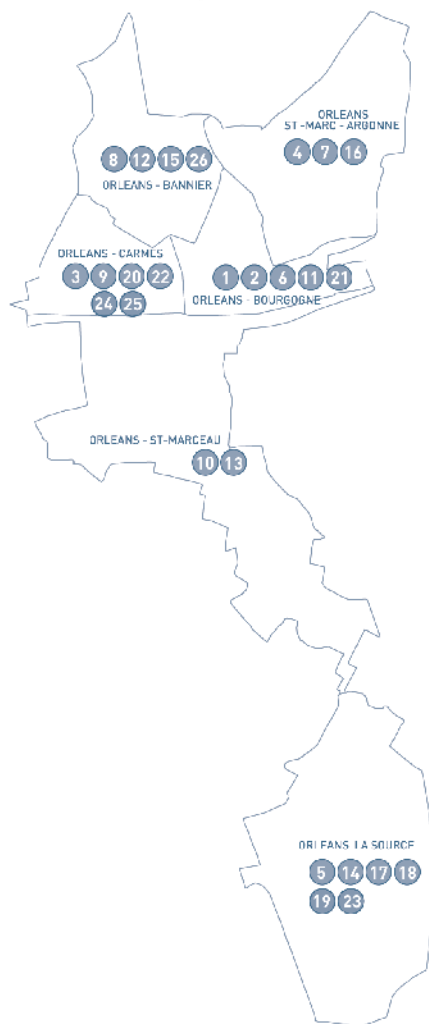 ORLEANS
ST-MARC - ARGONNE
4 7 16
8 12 15 26
ORLEANS - BANNIER
ORLEANS - CARMES
3 9 20 22
24 25
1 2 6 11 21
ORLEANS - BOURGOGNE
ORLEANS - ST-MARCEAU
10 13
ORLEANS LA SOURCE
5 14 17 18
19 23